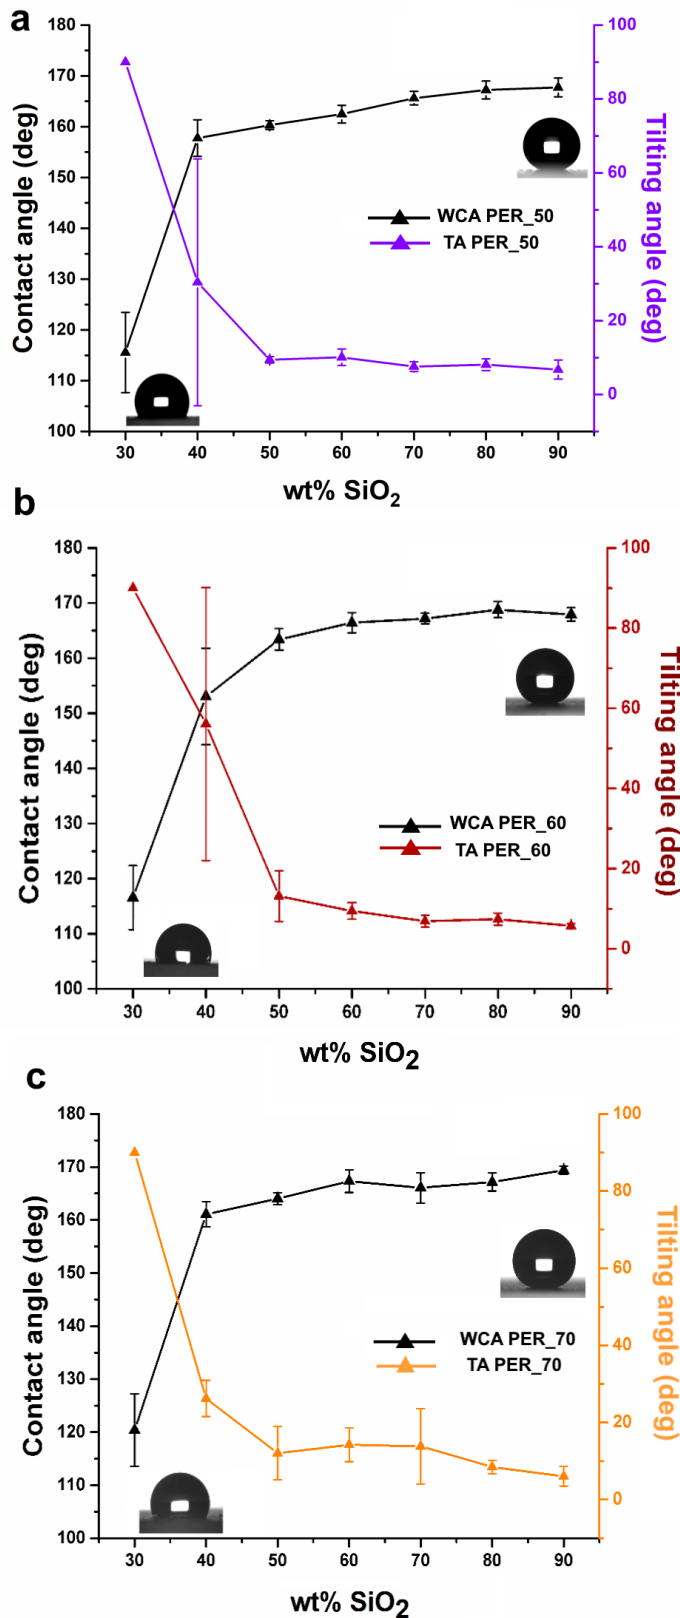 a
180
170
160
150
140
130
120
110
100
Contact angle (deg)
100
80
60
40
20
0
Tilting angle (deg)
WCA PER_50
TA PER_50
30 40 50 60 70 80 90
wt% SiO2
b
180
170
160
150
140
130
120
110
100
Contact angle (deg)
100
80
60
40
20
0
Tilting angle (deg)
WCA PER_60
TA PER_60
30 40 50 60 70 80 90
wt% SiO2
c
180
170
160
150
140
130
120
110
100
Contact angle (deg)
100
80
60
40
20
0
Tilting angle (deg)
WCA PER_70
TA PER_70
30 40 50 60 70 80 90
wt% SiO2